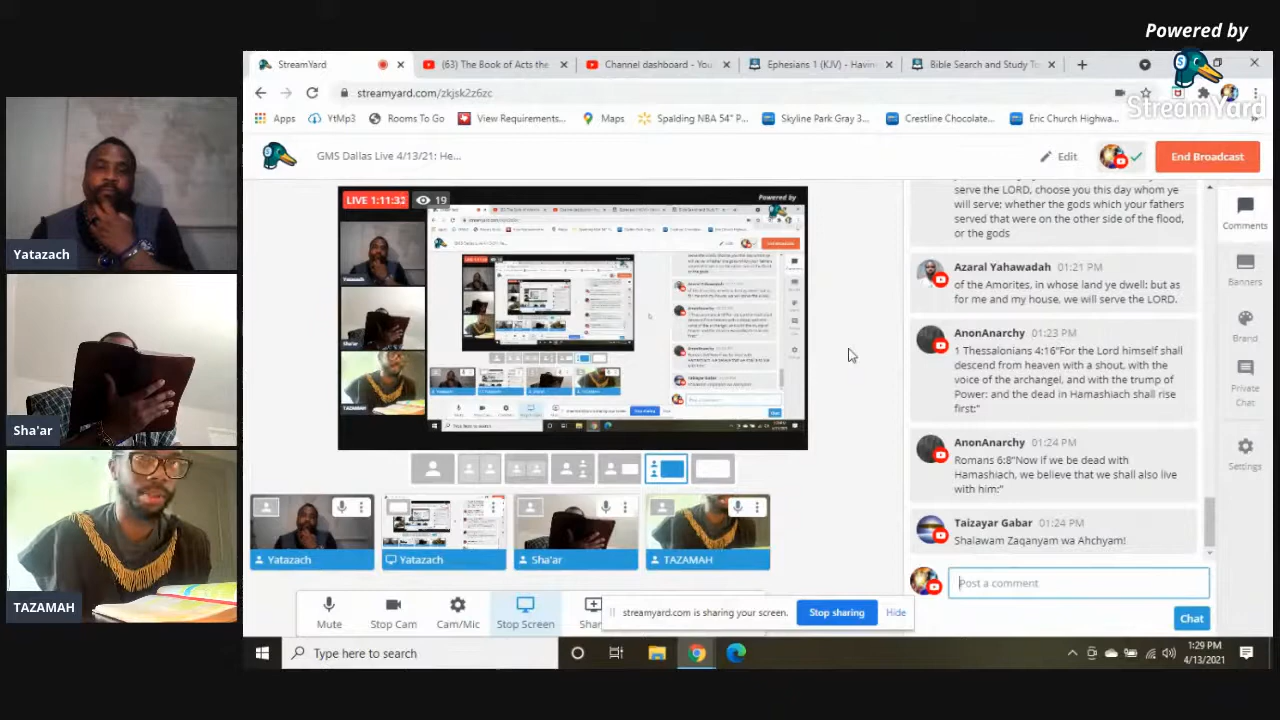 Powered by
StreamYard
StreamYard
(63) The Book of Acts the
Channel dashboard - You
Ephesians 1 (KJV) - Havin
Bible Search and Study To
streamyard.com/zkjsk2z6zc
Apps
YtMp3
Rooms To Go
View Requirements...
Maps
Spalding NBA 54" P...
Skyline Park Gray 3...
Crestline Chocolate...
Eric Church Highwa...
GMS Dallas Live 4/13/21: He...
Edit
End Broadcast
LIVE 1:11:32
19
Powered by
Yatazach
Sha'ar
TAZAMAH
serve the LORD, choose you this day whom ye
will serve; whether the gods which your fathers
served that were on the other side of the flood,
or the gods
Azaral Yahawadah 01:21 PM
of the Amorites, in whose land ye dwell: but as
for me and my house, we will serve the LORD.
AnonAnarchy 01:23 PM
1 Thessalonians 4:16"For the Lord himself shall
descend from heaven with a shout, with the
voice of the archangel, and with the trump of
Power: and the dead in Hamashiach shall rise
first:"
AnonAnarchy 01:24 PM
Romans 6:8"Now if we be dead with
Hamashiach, we believe that we shall also live
with him:"
Taizayar Gabar 01:24 PM
Shalawam Zaqanyam wa Ahchyam!
Post a comment
Chat
Comments
Banners
Brand
Private
Chat
Settings
Yatazach
Yatazach
Sha'ar
TAZAMAH
Mute
Stop Cam
Cam/Mic
Stop Screen
Shar
streamyard.com is sharing your screen.
Stop sharing
Hide
Type here to search
1:29 PM
4/13/2021